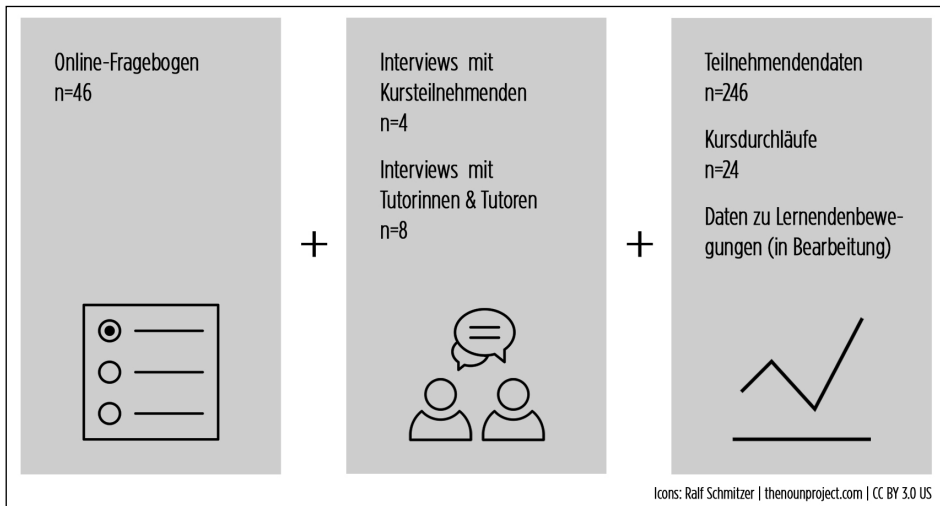 Online-Fragebogen
n=46
Interviews mit
Kursteilnehmenden
n=4
Interviews mit
Tutorinnen & Tutoren
n=8
Teilnehmendendaten
n=246
Kursdurchläufe
n=24
Daten zu Lernendenbewe-
gungen (in Bearbeitung)
+
+
Icons: Ralf Schmitzer | thenounproject.com | CC BY 3.0 US